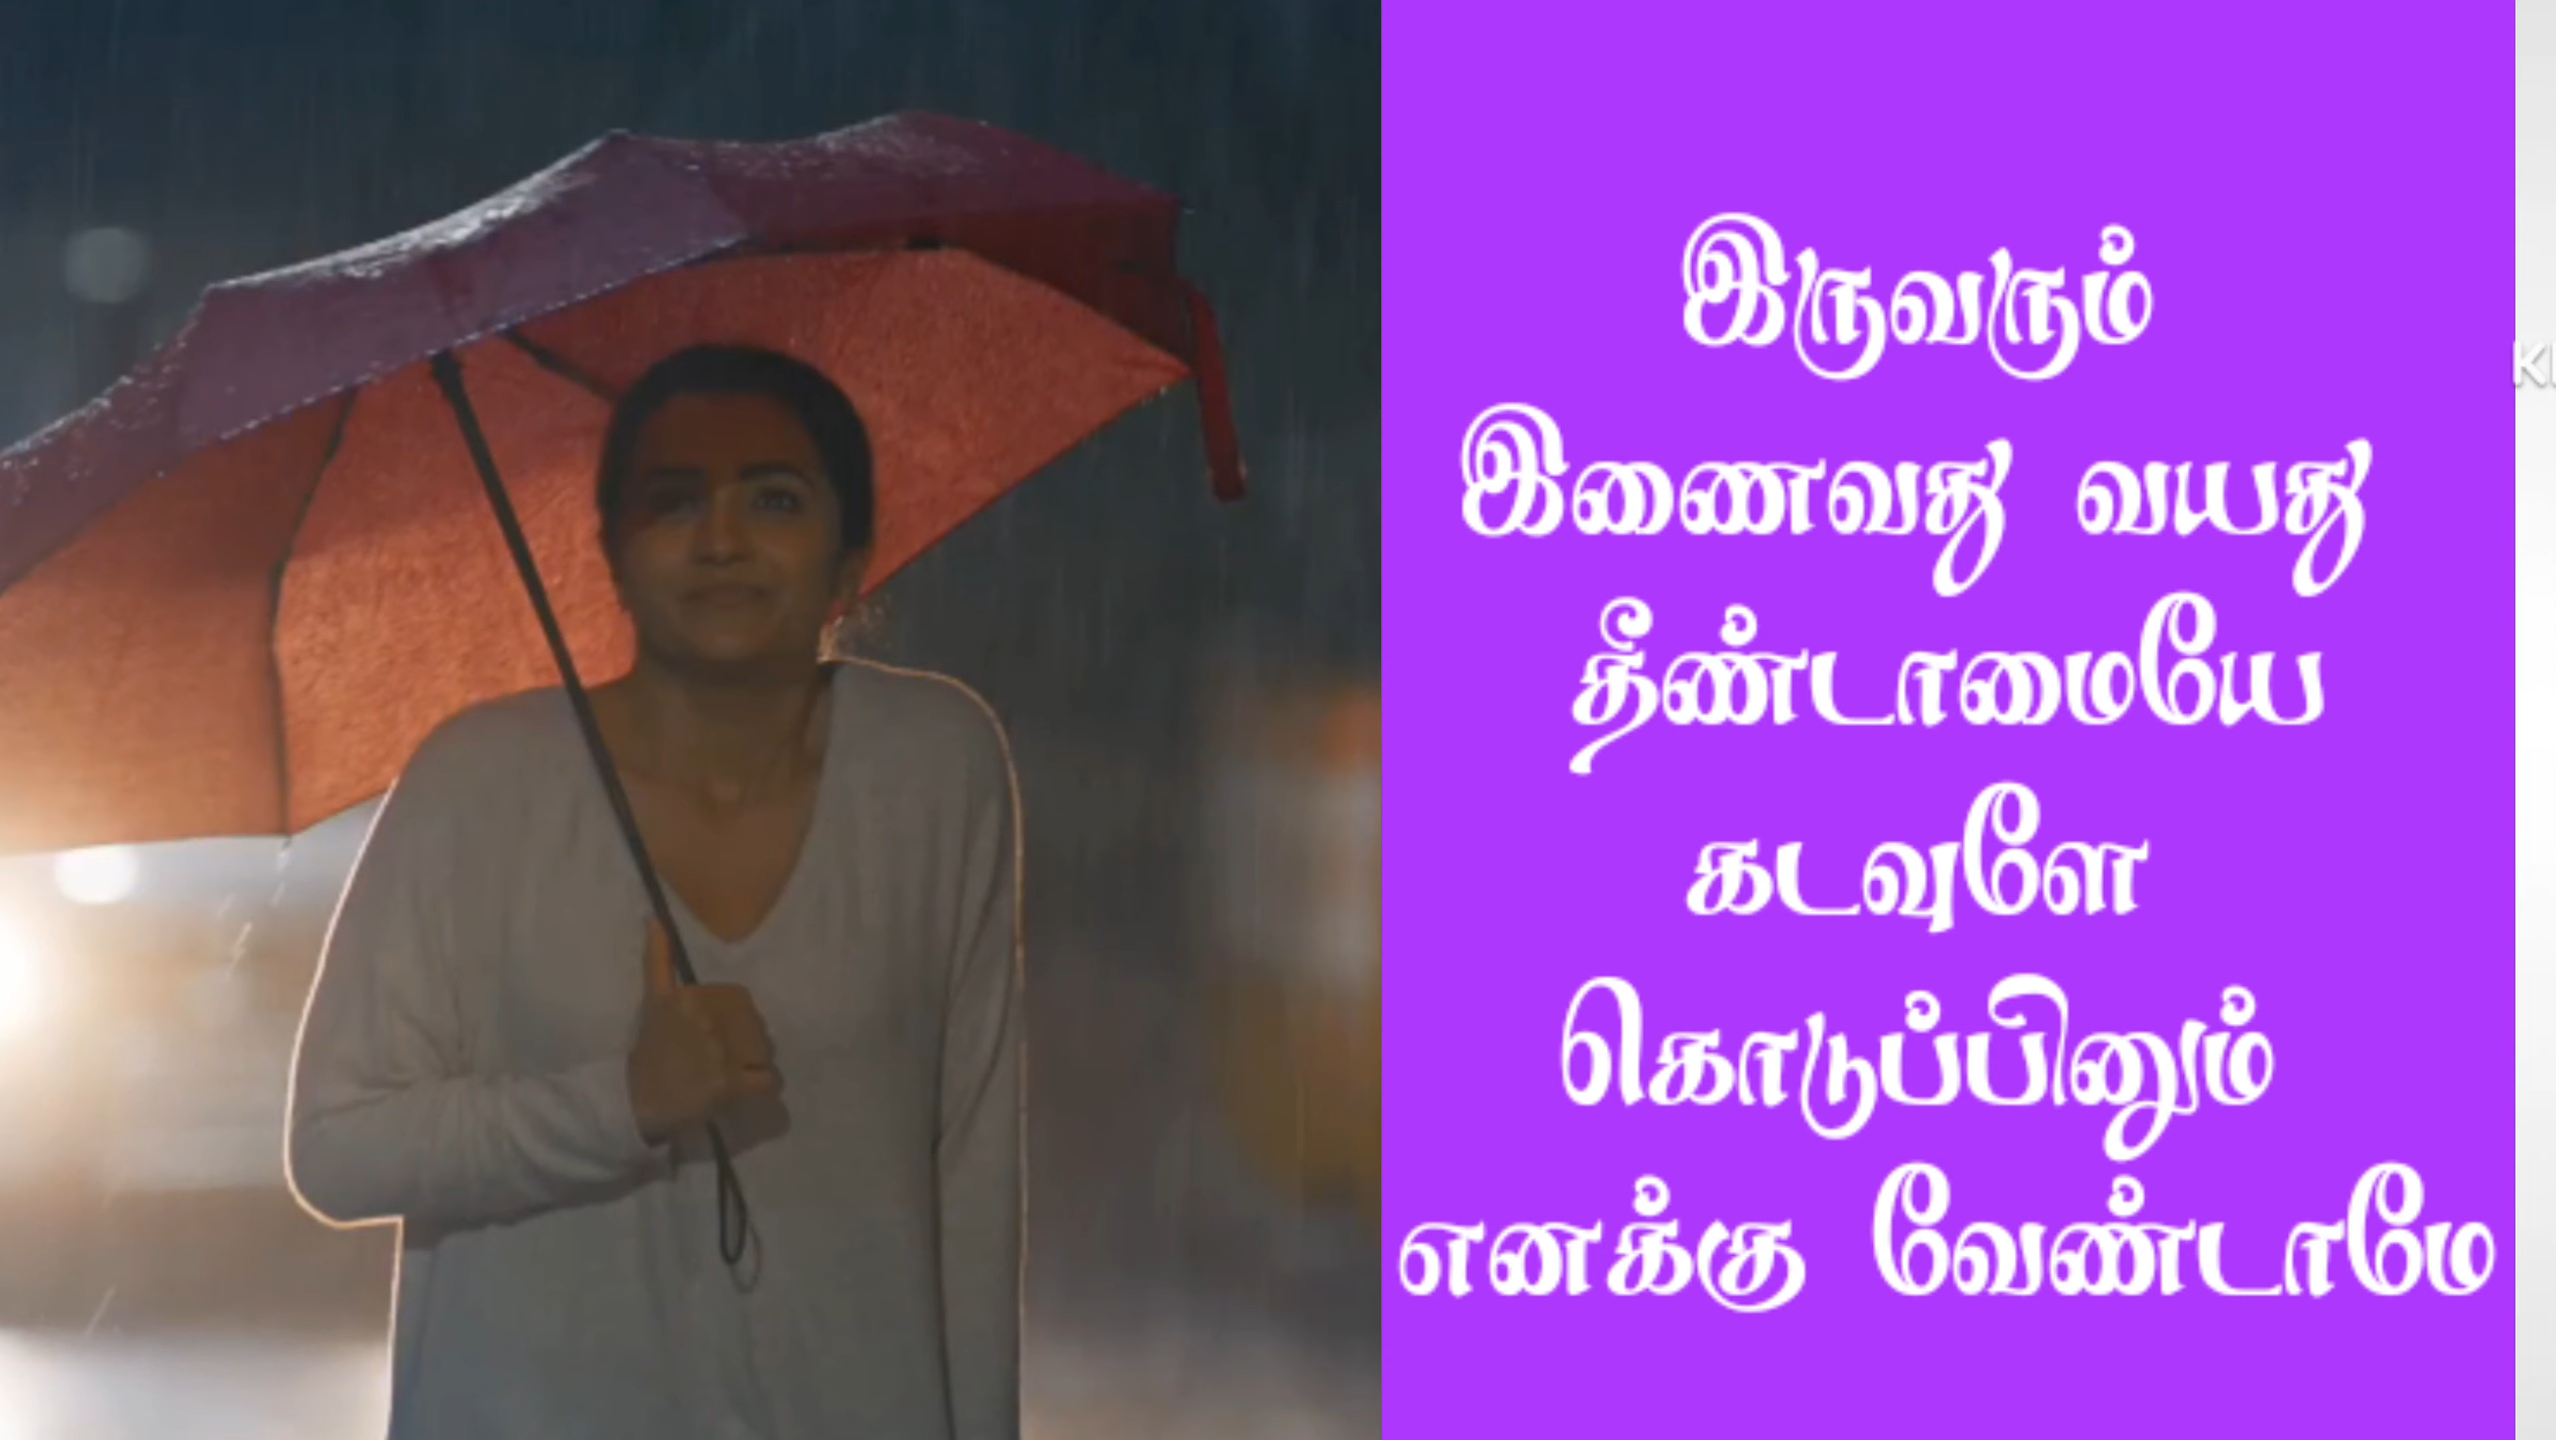 இருவரும்
இணைவது வயது
தீண்டாமையே
கடவுளே
கொடுப்பினும்
எனக்கு வேண்டாமே